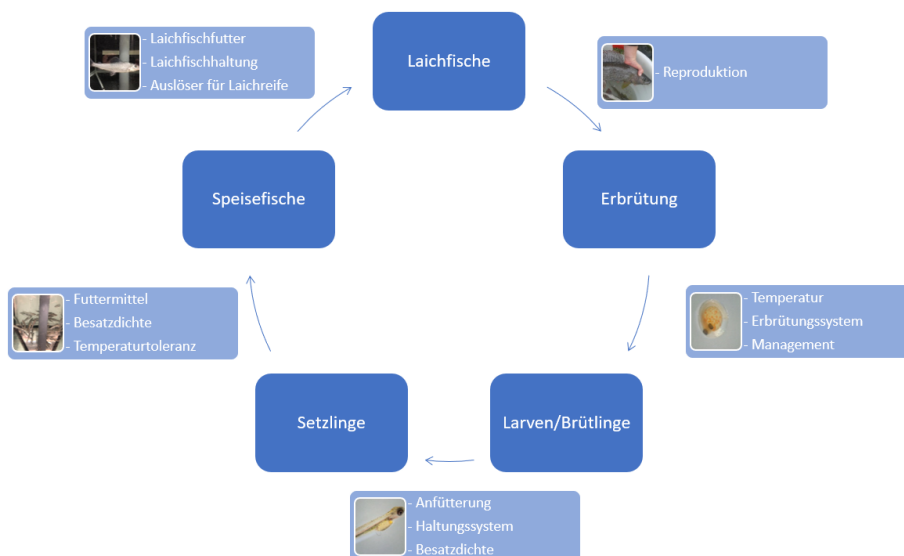 Laichfische
- Reproduktion
Erbrütung
- Temperatur
- Erbrütungssystem
- Management
Larven/Brütlinge
- Anfütterung
- Haltungssystem
- Besatzdichte
Setzlinge
- Futtermittel
- Besatzdichte
- Temperaturtoleranz
Speisefische
- Laichfischfutter
- Laichfischhaltung
- Auslöser für Laichreife